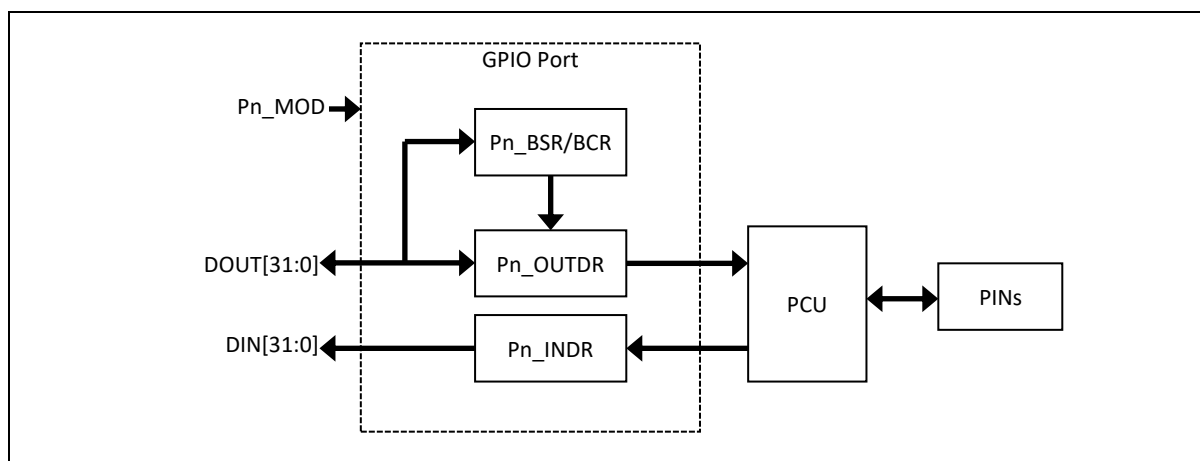 GPIO Port
Pn_MOD
Pn_BSR/BCR
DOUT[31:0]
Pn_OUTDR
PCU
PINs
DIN[31:0]
Pn_INDR